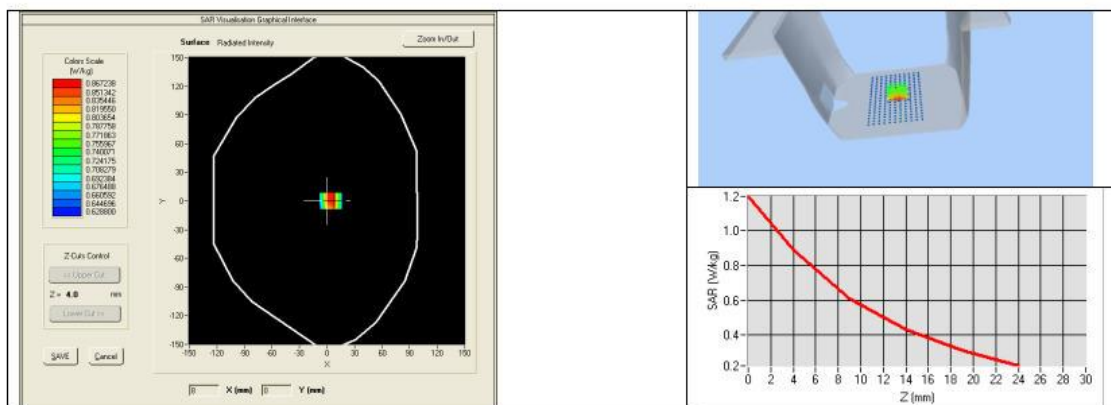 SAR Visualisation Graphical Interface
Surface Radiated Intensity
Zoom In/Out
Colors Scale
(W/kg)
0.867238
0.851342
0.835446
0.819550
0.803654
0.787758
0.771863
0.755967
0.740071
0.724175
0.708279
0.692384
0.676488
0.660592
0.644696
0.628800
150
120
90
60
30
0
-30
-60
-90
-120
-150
Y
-150 -120 -90 -60 -30 0 30 60 90 120 150
X
Z-Cuts Control
<< Upper Cut
Z = 4.0 mm
Lower Cut >>
SAVE
Cancel
X (mm)
Y (mm)
1.2
1.0
0.8
0.6
0.4
0.2
SAR (W/kg)
0 2 4 6 8 10 12 14 16 18 20 22 24 26 28 30
Z (mm)